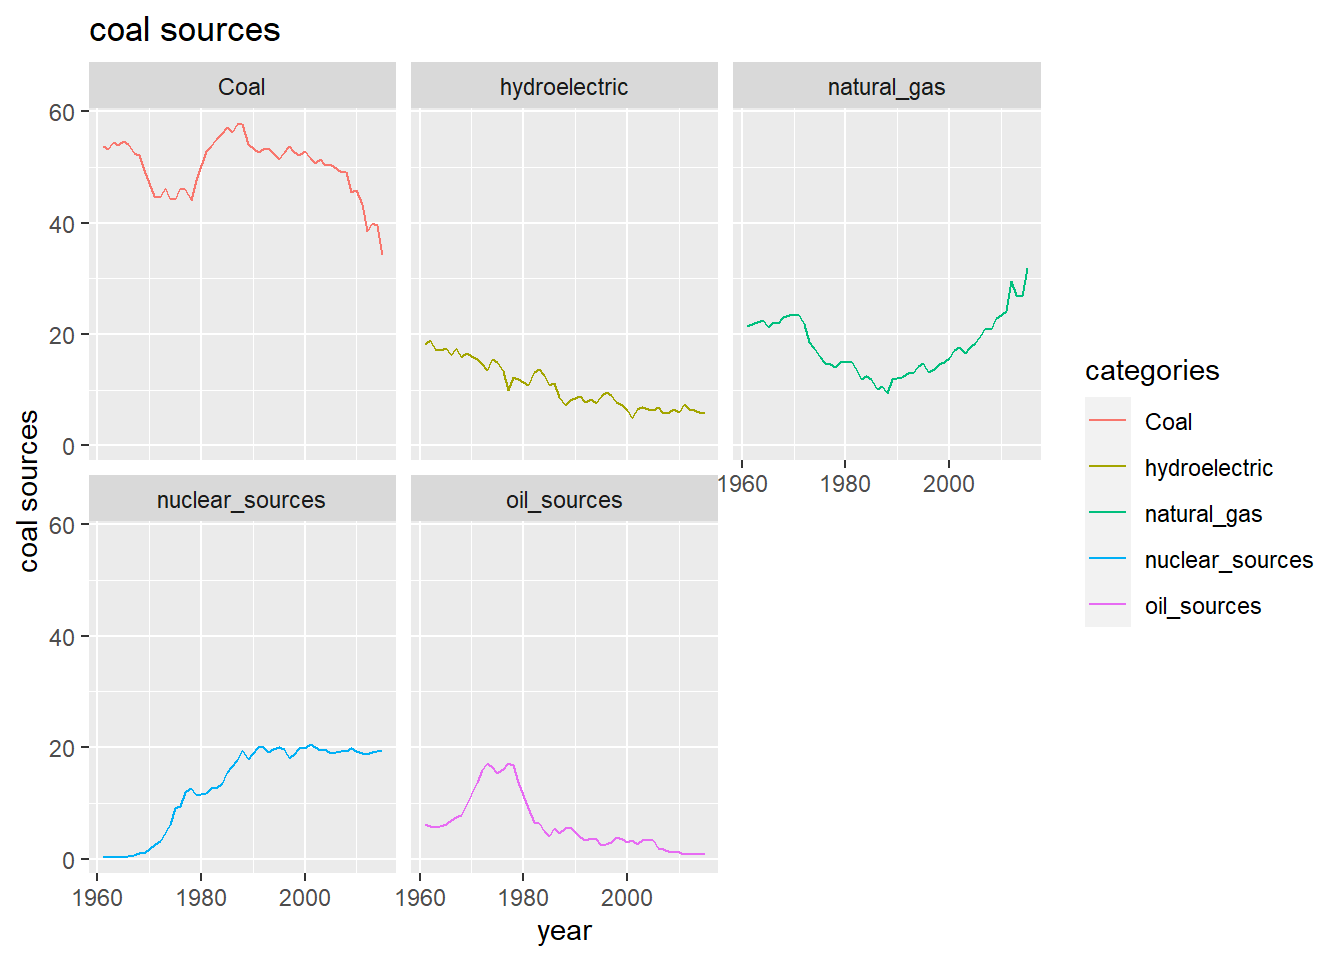 coal sources
Coal hydroelectric natural_gas
60
40
20
0
1960 1980 2000
nuclear_sources oil_sources
60
40
20
0
1960 1980 2000 1960 1980 2000
year
coal sources
categories
Coal
hydroelectric
natural_gas
nuclear_sources
oil_sources